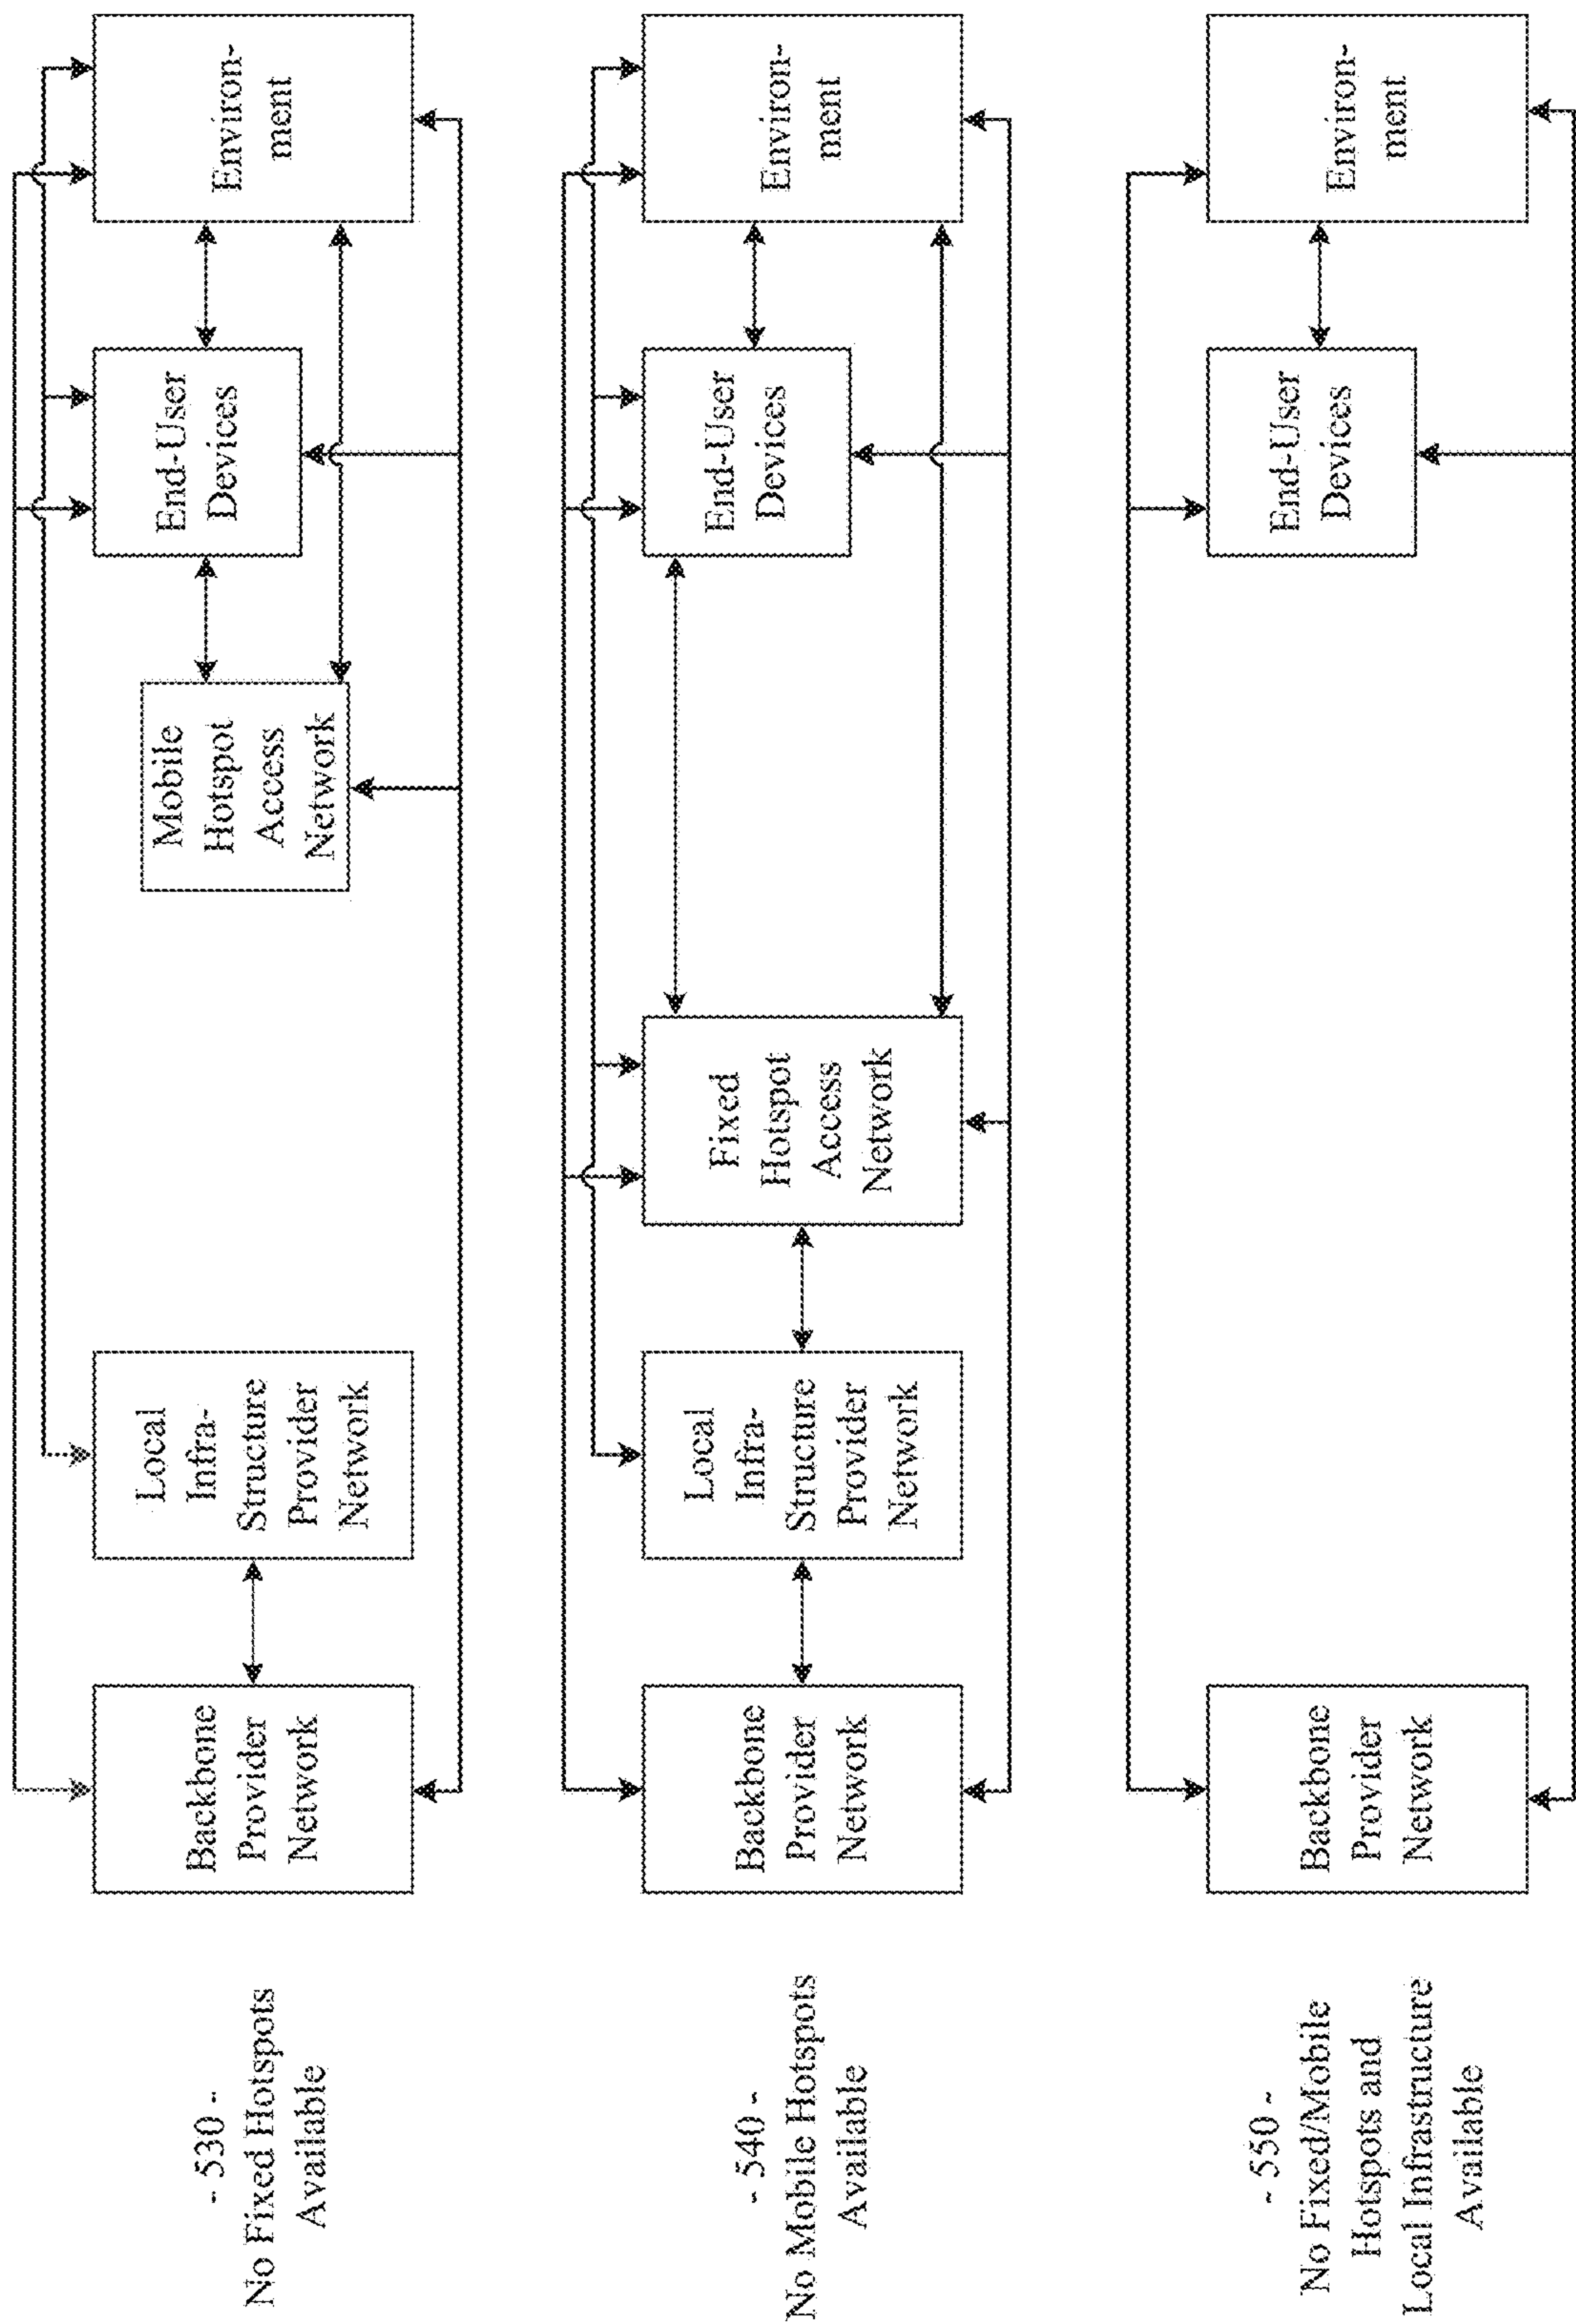 - 530 -
No Fixed Hotspots
Available
Backbone
Provider
Network
Local
Infra-
Structure
Provider
Network
Mobile
Hotspot
Access
Network
End-User
Devices
Environ-
ment
- 540 -
No Mobile Hotspots
Available
Backbone
Provider
Network
Local
Infra-
Structure
Provider
Network
Fixed
Hotspot
Access
Network
End-User
Devices
Environ-
ment
- 550 -
No Fixed/Mobile
Hotspots and
Local Infrastructure
Available
Backbone
Provider
Network
End-User
Devices
Environ-
ment